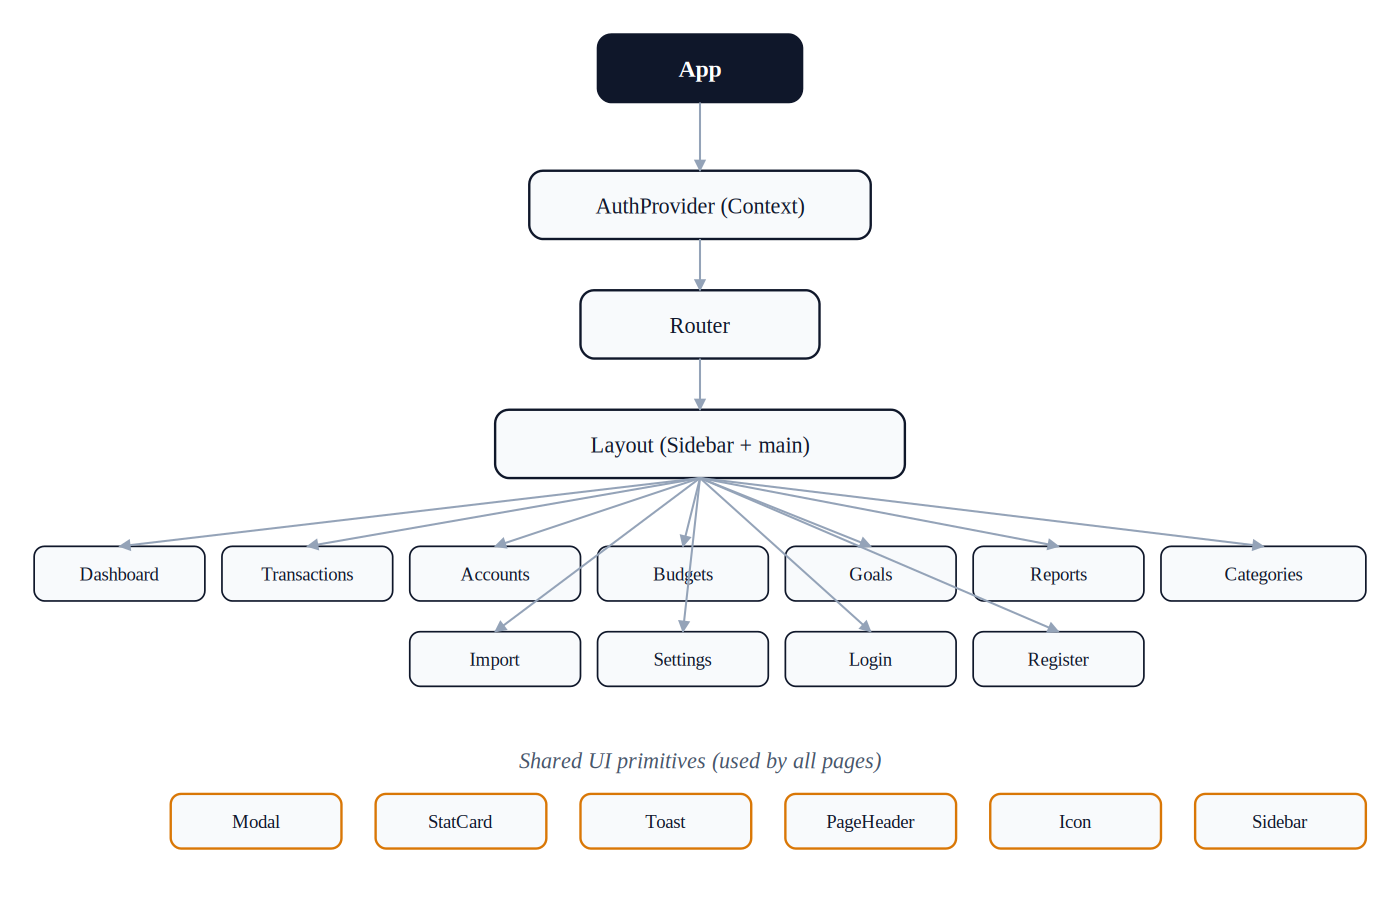 App
AuthProvider (Context)
Router
Layout (Sidebar + main)
Dashboard
Transactions
Accounts
Budgets
Goals
Reports
Categories
Import
Settings
Login
Register
Shared UI primitives (used by all pages)
Modal
StatCard
Toast
PageHeader
Icon
Sidebar